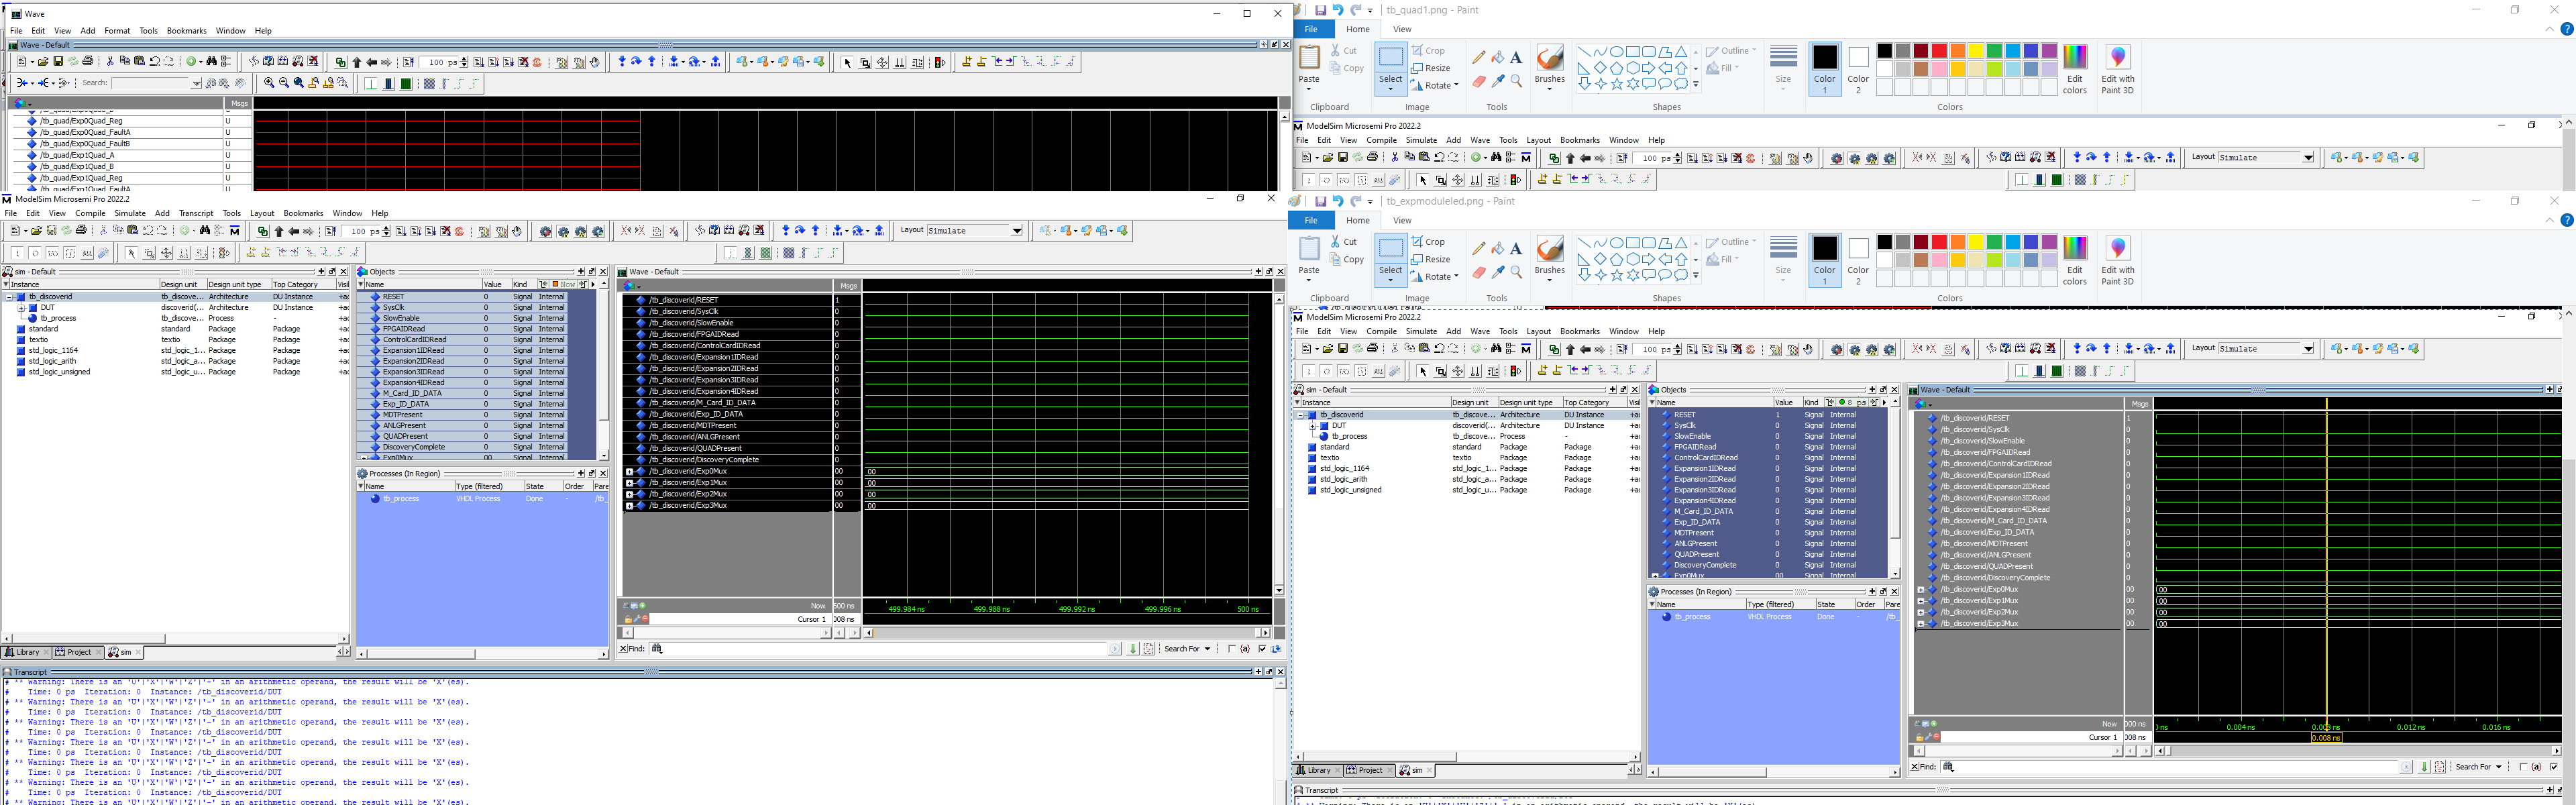 Wave
File Edit View Add Format Tools Bookmarks Window Help
Wave - Default
100 ps
Search:
Msgs
/tb_quad/Exp0Quad_Reg U
/tb_quad/Exp0Quad_FaultA U
/tb_quad/Exp0Quad_FaultB U
/tb_quad/Exp1Quad_A U
/tb_quad/Exp1Quad_B U
/tb_quad/Exp1Quad_Reg U
/tb_quad/Exp1Quad_FaultA U
tb_quad1.png - Paint
File Home View
Paste Cut Copy Select Crop Resize Rotate Brushes Outline Fill Size Color 1 Color 2 Edit colors Edit with Paint 3D
Clipboard Image Tools Shapes Colors
ModelSim Microsemi Pro 2022.2
File Edit View Compile Simulate Add Wave Tools Layout Bookmarks Window Help
100 ps Layout Simulate
ModelSim Microsemi Pro 2022.2
File Edit View Compile Simulate Add Transcript Tools Layout Bookmarks Window Help
100 ps Layout Simulate
sim - Default
Instance Design unit Design unit type Top Category Visi
tb_discoverid tb_discove... Architecture DU Instance +ac
DUT discoverid(... Architecture DU Instance +ac
tb_process tb_discove... Process - +ac
standard standard Package Package +ac
textio textio Package Package +ac
std_logic_1164 std_logic_1... Package Package +ac
std_logic_arith std_logic_a... Package Package +ac
std_logic_unsigned std_logic_u... Package Package +ac
Library Project sim
Objects
Name Value Kind Mode Now
RESET 0 Signal Internal
SysClk 0 Signal Internal
SlowEnable 0 Signal Internal
FPGAIDRead 0 Signal Internal
ControlCardIDRead 0 Signal Internal
Expansion1IDRead 0 Signal Internal
Expansion2IDRead 0 Signal Internal
Expansion3IDRead 0 Signal Internal
Expansion4IDRead 0 Signal Internal
M_Card_ID_DATA 0 Signal Internal
Exp_ID_DATA 0 Signal Internal
MDTPresent 0 Signal Internal
ANLGPresent 0 Signal Internal
QUADPresent 0 Signal Internal
DiscoveryComplete 0 Signal Internal
Exp0Mux 00 Signal Internal
Processes (In Region)
Name Type (filtered) State Order Pare
tb_process VHDL Process Done - /tb_
Wave - Default
Msgs
/tb_discoverid/RESET 1
/tb_discoverid/SysClk 0
/tb_discoverid/SlowEnable 0
/tb_discoverid/FPGAIDRead 0
/tb_discoverid/ControlCardIDRead 0
/tb_discoverid/Expansion1IDRead 0
/tb_discoverid/Expansion2IDRead 0
/tb_discoverid/Expansion3IDRead 0
/tb_discoverid/Expansion4IDRead 0
/tb_discoverid/M_Card_ID_DATA 0
/tb_discoverid/Exp_ID_DATA 0
/tb_discoverid/MDTPresent 0
/tb_discoverid/ANLGPresent 0
/tb_discoverid/QUADPresent 0
/tb_discoverid/DiscoveryComplete 0
/tb_discoverid/Exp0Mux 00 00
/tb_discoverid/Exp1Mux 00 00
/tb_discoverid/Exp2Mux 00 00
/tb_discoverid/Exp3Mux 00 00
Now 500 ns 499.984 ns 499.988 ns 499.992 ns 499.996 ns 500 ns
Cursor 1 008 ns
Find: Search For
Transcript
# ** Warning: There is an 'U'|'X'|'W'|'Z'|'-' in an arithmetic operand, the result will be 'X'(es).
# Time: 0 ps Iteration: 0 Instance: /tb_discoverid/DUT
# ** Warning: There is an 'U'|'X'|'W'|'Z'|'-' in an arithmetic operand, the result will be 'X'(es).
# Time: 0 ps Iteration: 0 Instance: /tb_discoverid/DUT
# ** Warning: There is an 'U'|'X'|'W'|'Z'|'-' in an arithmetic operand, the result will be 'X'(es).
# Time: 0 ps Iteration: 0 Instance: /tb_discoverid/DUT
# ** Warning: There is an 'U'|'X'|'W'|'Z'|'-' in an arithmetic operand, the result will be 'X'(es).
# Time: 0 ps Iteration: 0 Instance: /tb_discoverid/DUT
# ** Warning: There is an 'U'|'X'|'W'|'Z'|'-' in an arithmetic operand, the result will be 'X'(es).
# Time: 0 ps Iteration: 0 Instance: /tb_discoverid/DUT
# ** Warning: There is an 'U'|'X'|'W'|'Z'|'-' in an arithmetic operand, the result will be 'X'(es).
# Time: 0 ps Iteration: 0 Instance: /tb_discoverid/DUT
# ** Warning: There is an 'U'|'X'|'W'|'Z'|'-' in an arithmetic operand, the result will be 'X'(es).
tb_expmoduleled.png - Paint
File Home View
Paste Cut Copy Select Crop Resize Rotate Brushes Outline Fill Size Color 1 Color 2 Edit colors Edit with Paint 3D
Clipboard Image Tools Shapes Colors
ModelSim Microsemi Pro 2022.2
File Edit View Compile Simulate Add Wave Tools Layout Bookmarks Window Help
100 ps Layout Simulate
sim - Default
Instance Design unit Design unit type Top Category Visil
tb_discoverid tb_discove... Architecture DU Instance +ac
DUT discoverid(... Architecture DU Instance +ac
tb_process tb_discove... Process - +ac
standard standard Package Package +ac
textio textio Package Package +ac
std_logic_1164 std_logic_1... Package Package +ac
std_logic_arith std_logic_a... Package Package +ac
std_logic_unsigned std_logic_u... Package Package +ac
Library Project sim
Objects
Name Value Kind 8 ps
RESET 1 Signal Internal
SysClk 0 Signal Internal
SlowEnable 0 Signal Internal
FPGAIDRead 0 Signal Internal
ControlCardIDRead 0 Signal Internal
Expansion1IDRead 0 Signal Internal
Expansion2IDRead 0 Signal Internal
Expansion3IDRead 0 Signal Internal
Expansion4IDRead 0 Signal Internal
M_Card_ID_DATA 0 Signal Internal
Exp_ID_DATA 0 Signal Internal
MDTPresent 0 Signal Internal
ANLGPresent 0 Signal Internal
QUADPresent 0 Signal Internal
DiscoveryComplete 0 Signal Internal
Exp0Mux 00 Signal Internal
Processes (In Region)
Name Type (filtered) State Order Pare
tb_process VHDL Process Done - /tb_
Wave - Default
Msgs
/tb_discoverid/RESET 1
/tb_discoverid/SysClk 0
/tb_discoverid/SlowEnable 0
/tb_discoverid/FPGAIDRead 0
/tb_discoverid/ControlCardIDRead 0
/tb_discoverid/Expansion1IDRead 0
/tb_discoverid/Expansion2IDRead 0
/tb_discoverid/Expansion3IDRead 0
/tb_discoverid/Expansion4IDRead 0
/tb_discoverid/M_Card_ID_DATA 0
/tb_discoverid/Exp_ID_DATA 0
/tb_discoverid/MDTPresent 0
/tb_discoverid/ANLGPresent 0
/tb_discoverid/QUADPresent 0
/tb_discoverid/DiscoveryComplete 0
/tb_discoverid/Exp0Mux 00 00
/tb_discoverid/Exp1Mux 00 00
/tb_discoverid/Exp2Mux 00 00
/tb_discoverid/Exp3Mux 00 00
Now 000 ns ns 0.004 ns 0.008 ns 0.012 ns 0.016 ns
Cursor 1 008 ns 0.008 ns
Find: Search For
Transcript